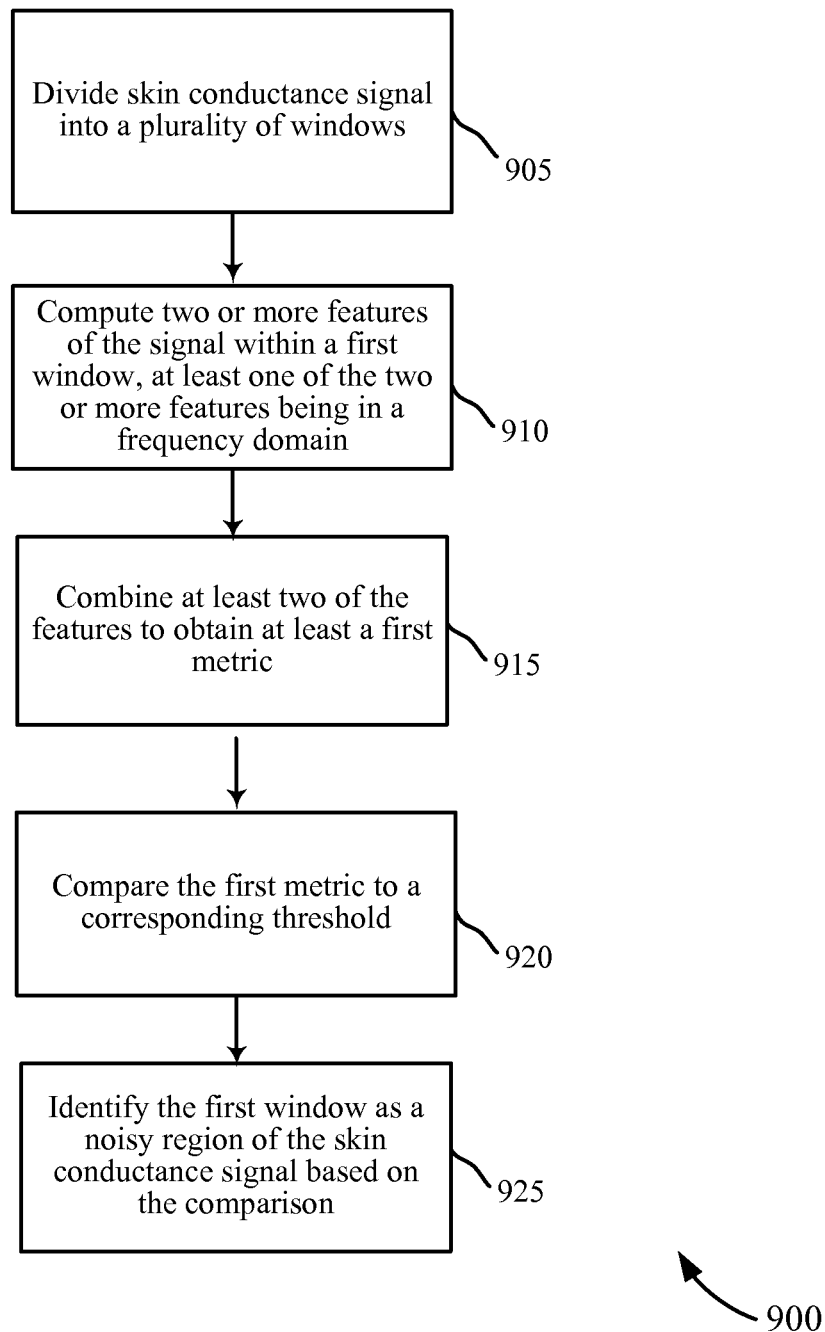 Divide skin conductance signal
into a plurality of windows
905
Compute two or more features
of the signal within a first
window, at least one of the two
or more features being in a
frequency domain
910
Combine at least two of the
features to obtain at least a first
metric
915
Compare the first metric to a
corresponding threshold
920
Identify the first window as a
noisy region of the skin
conductance signal based on
the comparison
925
900